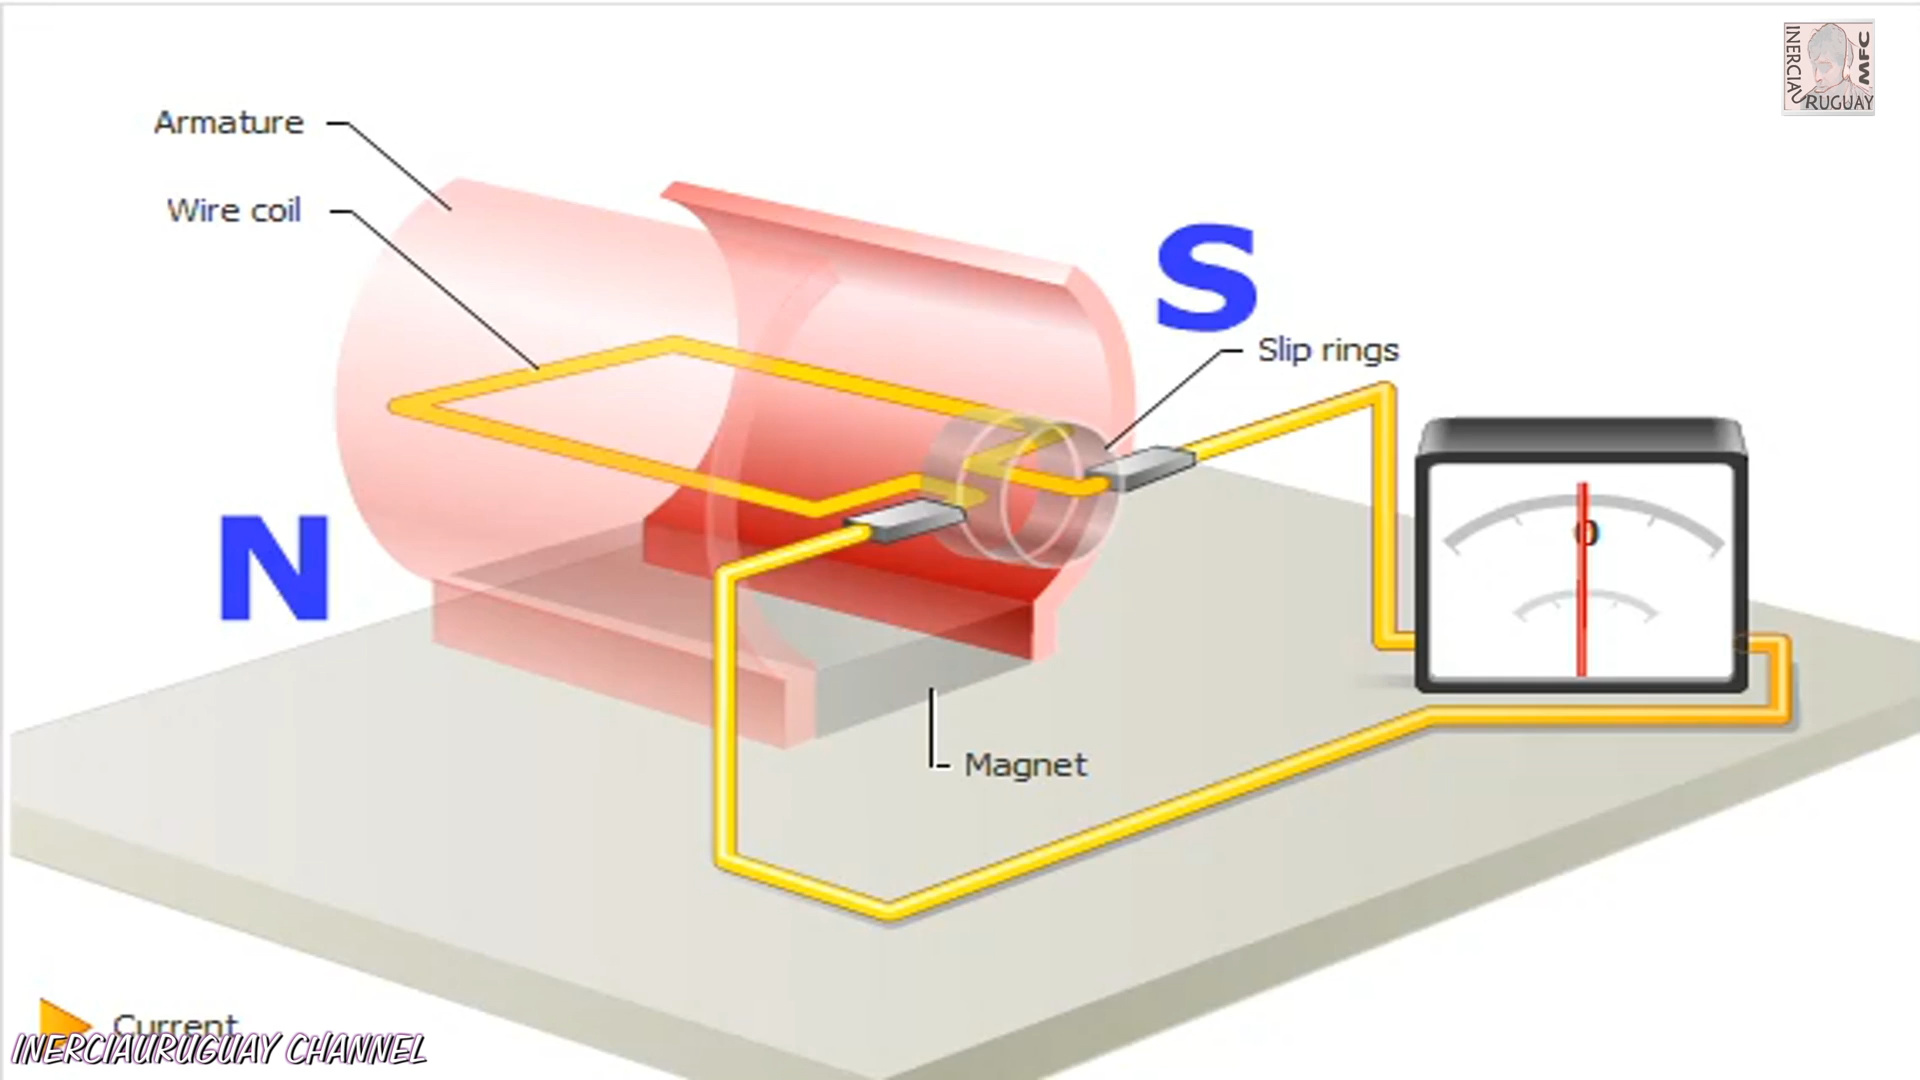 INERCIA
URUGUAY
MFC
Armature
Wire coil
S
Slip rings
N
0
Magnet
Current
INERCIAURUGUAY CHANNEL